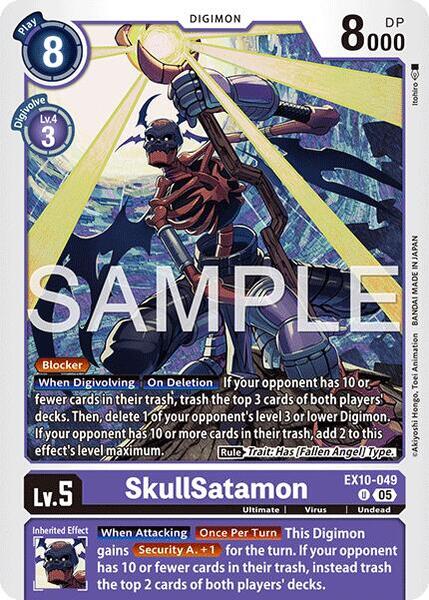 DIGIMON
Play
8
DP
8000
Digivolve
Lv.4
3
Itohiro
SAMPLE
©Akiyoshi Hongo, Toei Animation BANDAI MADE IN JAPAN
Blocker
When Digivolving On Deletion If your opponent has 10 or
fewer cards in their trash, trash the top 3 cards of both players'
decks. Then, delete 1 of your opponent's level 3 or lower Digimon.
If your opponent has 10 or more cards in their trash, add 2 to this
effect's level maximum. Rule Trait: Has [Fallen Angel] Type.
Lv.5
SkullSatamon
EX10-049
U 05
Ultimate Virus Undead
Inherited Effect
When Attacking Once Per Turn This Digimon
gains Security A. +1 for the turn. If your opponent
has 10 or fewer cards in their trash, instead trash
the top 2 cards of both players' decks.